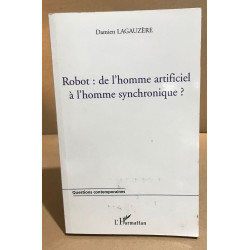 Damien LAGAUZÈRE
Robot : de l'homme artificiel
à l'homme synchronique ?
Questions contemporaines
L'Harmattan